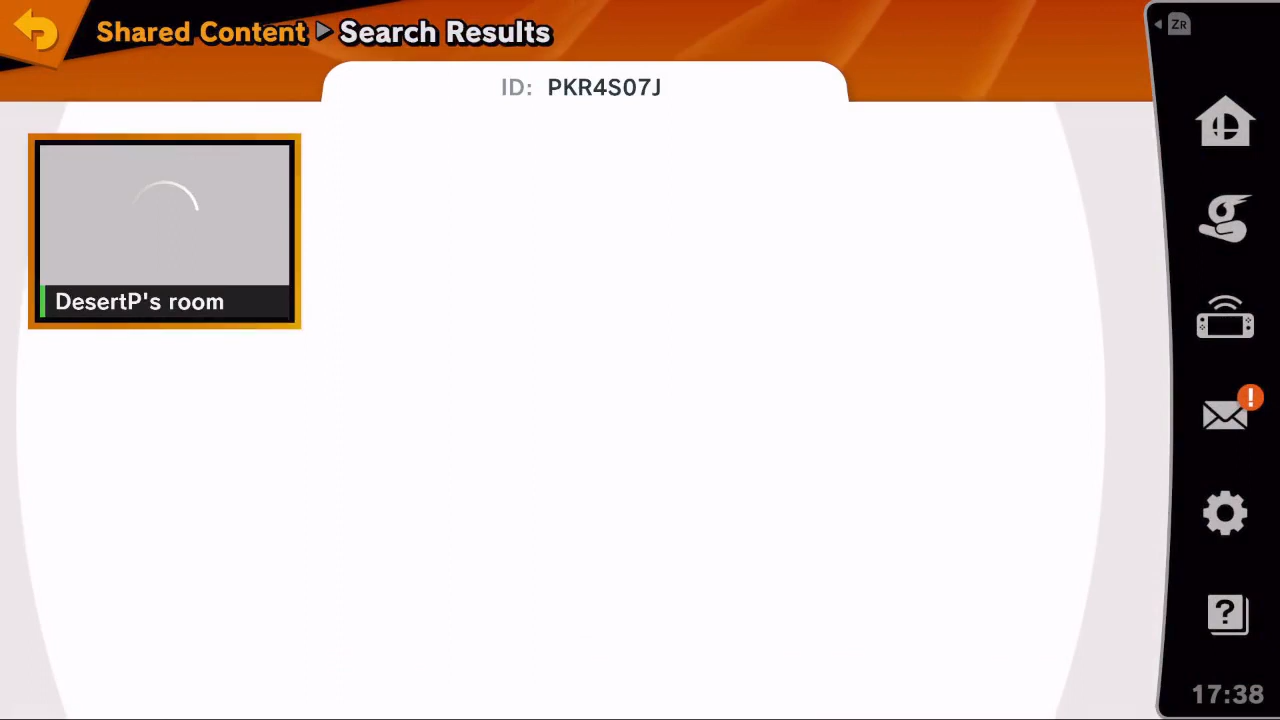 Shared Content ▶ Search Results
ZR
ID: PKR4S07J
DesertP's room
!
?
17:38